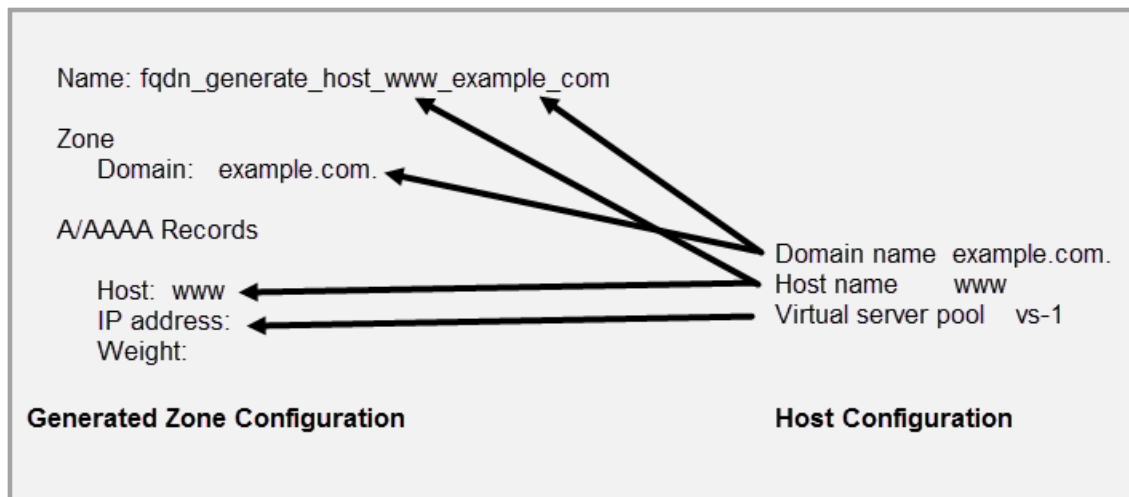 Name: fqdn_generate_host_www_example_com
Zone
Domain: example.com.
A/AAAA Records
Host: www
IP address:
Weight:
Generated Zone Configuration
Domain name example.com.
Host name www
Virtual server pool vs-1
Host Configuration